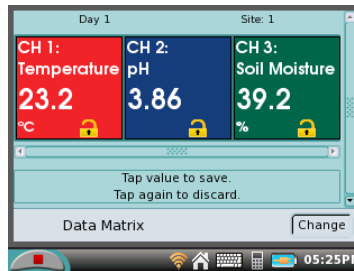 Day 1 Site: 1
CH 1: CH 2: CH 3:
Temperature pH Soil Moisture
23.2 3.86 39.2
°C %
Tap value to save.
Tap again to discard.
Data Matrix Change
05:25P